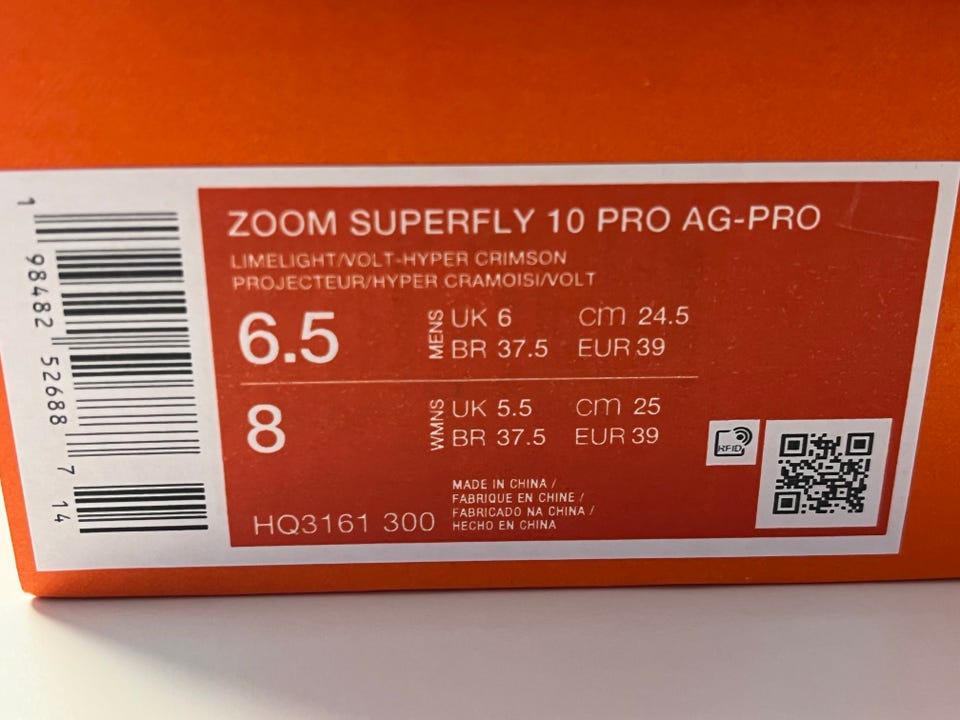 ZOOM SUPERFLY 10 PRO AG-PRO
LIMELIGHT/VOLT-HYPER CRIMSON
PROJECTEUR/HYPER CRAMOISI/VOLT
6.5 MENS UK 6 cm 24.5
BR 37.5 EUR 39
8 WMNS UK 5.5 cm 25
BR 37.5 EUR 39
HQ3161 300
MADE IN CHINA /
FABRIQUE EN CHINE /
FABRICADO NA CHINA /
HECHO EN CHINA
RFID
1 98482 52688 7 14